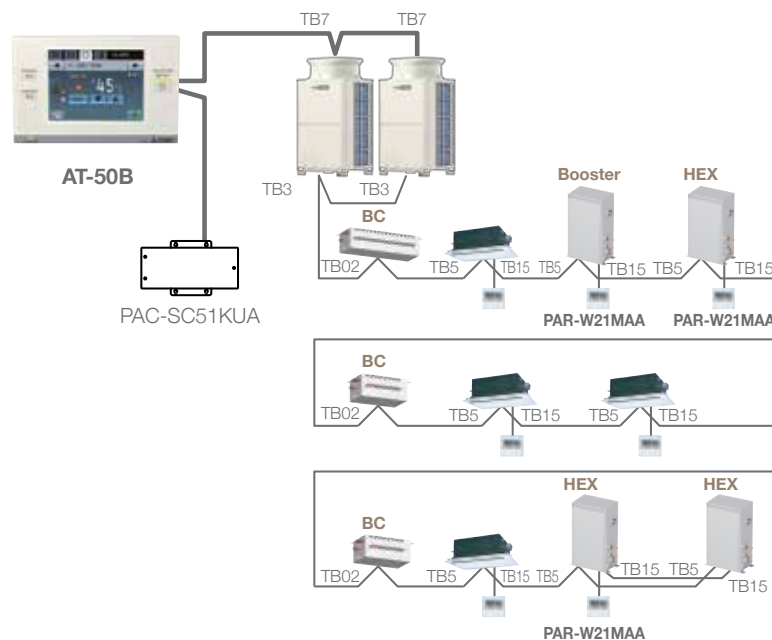 TB7 TB7
AT-50B
TB3 TB3
Booster HEX
BC
TB02 TB5 TB15 TB5 TB15 TB5 TB15
PAC-SC51KUA
PAR-W21MAA PAR-W21MAA
BC
TB02 TB5 TB15 TB5 TB15
HEX HEX
BC
TB02 TB5 TB15 TB5 TB15 TB5
TB15
PAR-W21MAA